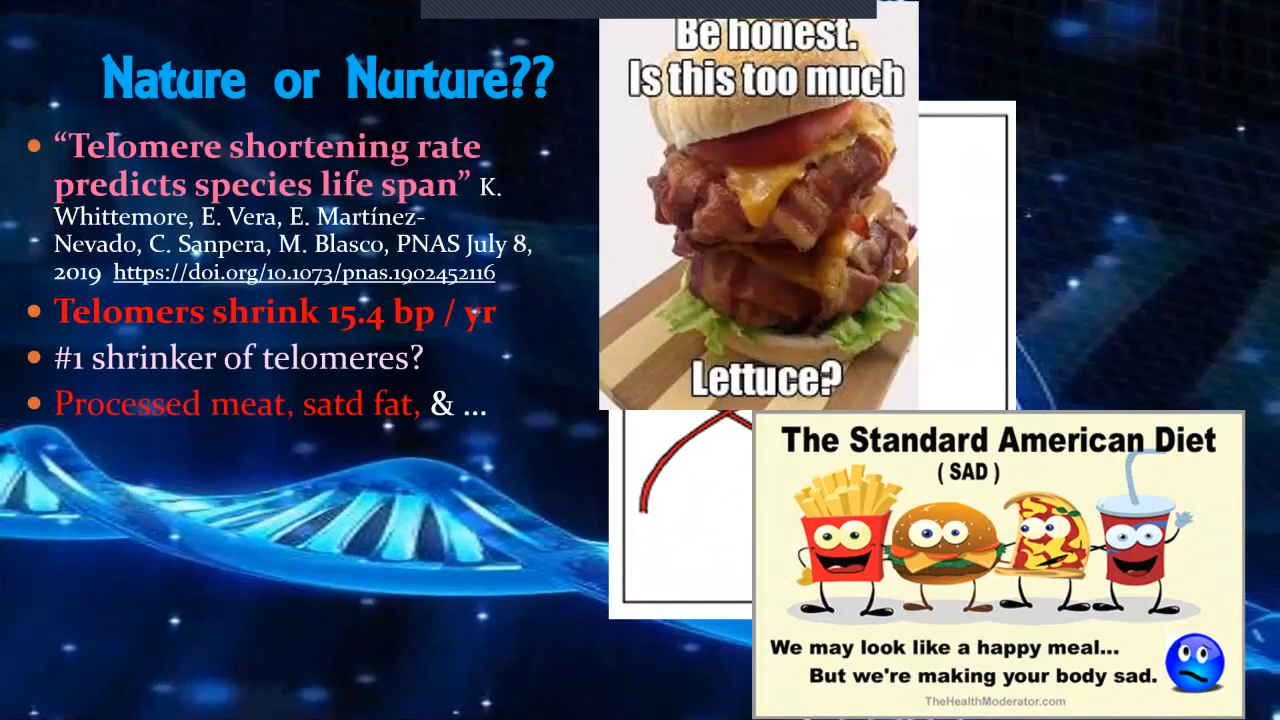 Nature or Nurture??
“Telomere shortening rate
predicts species life span” K.
Whittemore, E. Vera, E. Martínez-
Nevado, C. Sanpera, M. Blasco, PNAS July 8,
2019 https://doi.org/10.1073/pnas.1902452116
Telomers shrink 15.4 bp / yr
#1 shrinker of telomeres?
Processed meat, satd fat, & ...
Be honest.
Is this too much
Lettuce?
The Standard American Diet
( SAD )
We may look like a happy meal...
But we're making your body sad.
TheHealthModerator.com